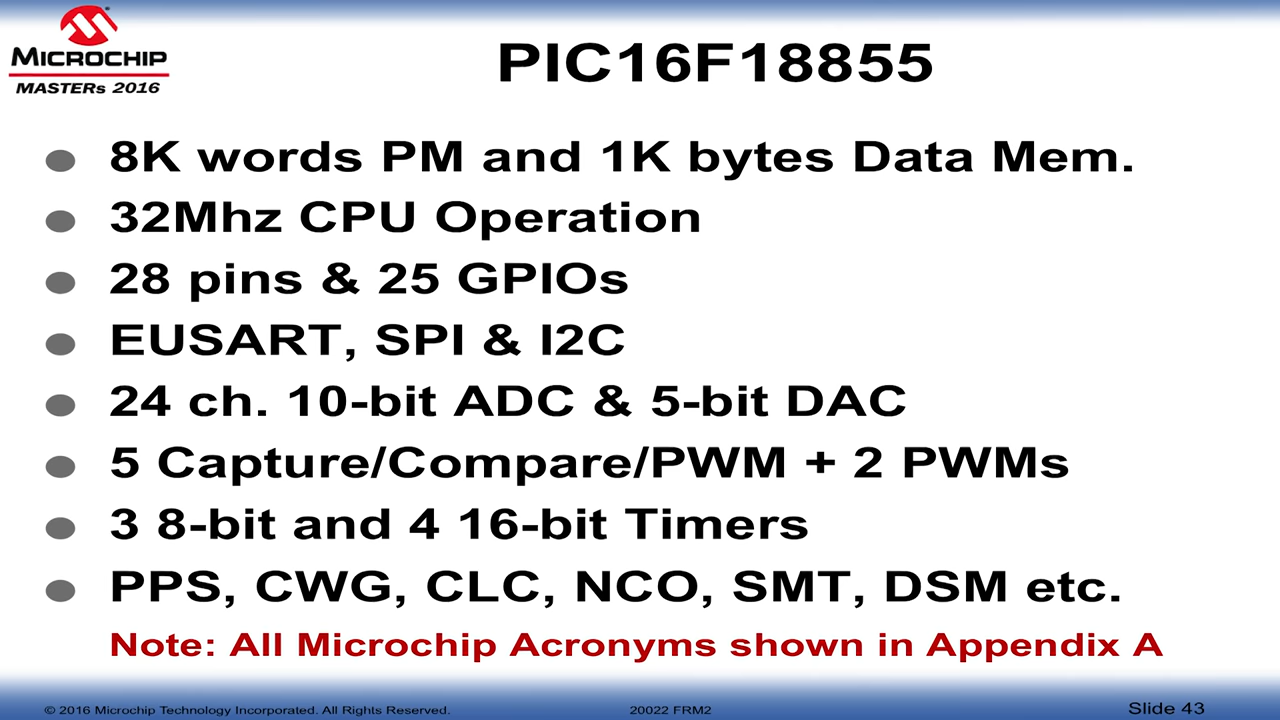 MICROCHIP
MASTERs 2016
PIC16F18855
8K words PM and 1K bytes Data Mem.
32Mhz CPU Operation
28 pins & 25 GPIOs
EUSART, SPI & I2C
24 ch. 10-bit ADC & 5-bit DAC
5 Capture/Compare/PWM + 2 PWMs
3 8-bit and 4 16-bit Timers
PPS, CWG, CLC, NCO, SMT, DSM etc.
Note: All Microchip Acronyms shown in Appendix A
© 2016 Microchip Technology Incorporated. All Rights Reserved.
20022 FRM2
Slide 43